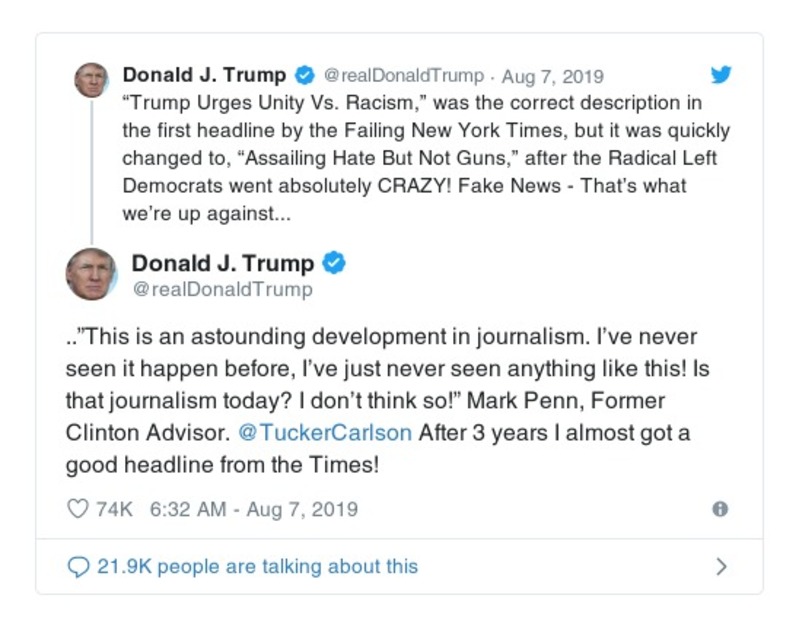 Donald J. Trump @realDonaldTrump · Aug 7, 2019
“Trump Urges Unity Vs. Racism,” was the correct description in
the first headline by the Failing New York Times, but it was quickly
changed to, “Assailing Hate But Not Guns,” after the Radical Left
Democrats went absolutely CRAZY! Fake News - That’s what
we’re up against...
Donald J. Trump
@realDonaldTrump
..”This is an astounding development in journalism. I’ve never
seen it happen before, I’ve just never seen anything like this! Is
that journalism today? I don’t think so!” Mark Penn, Former
Clinton Advisor. @TuckerCarlson After 3 years I almost got a
good headline from the Times!
74K 6:32 AM - Aug 7, 2019
21.9K people are talking about this